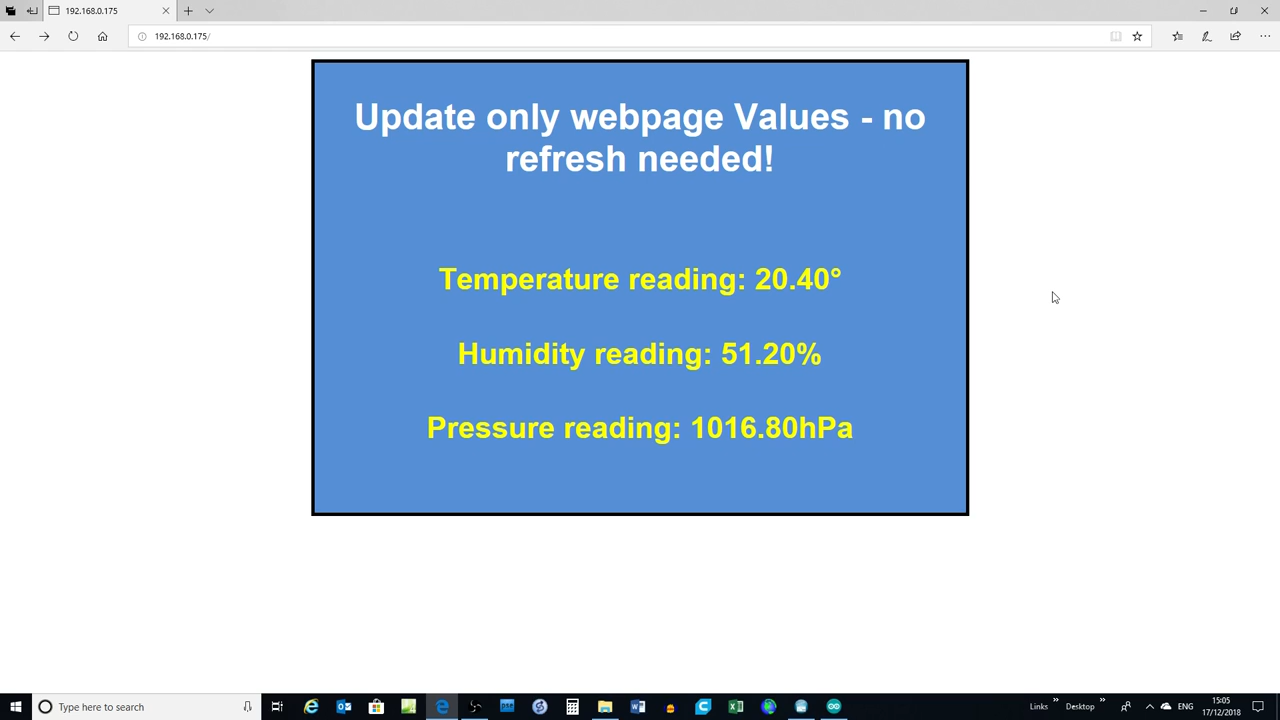 192.168.0.175
192.168.0.175/
Update only webpage Values - no
refresh needed!
Temperature reading: 20.40°
Humidity reading: 51.20%
Pressure reading: 1016.80hPa
Type here to search
Links
Desktop
ENG
15:05
17/12/2018